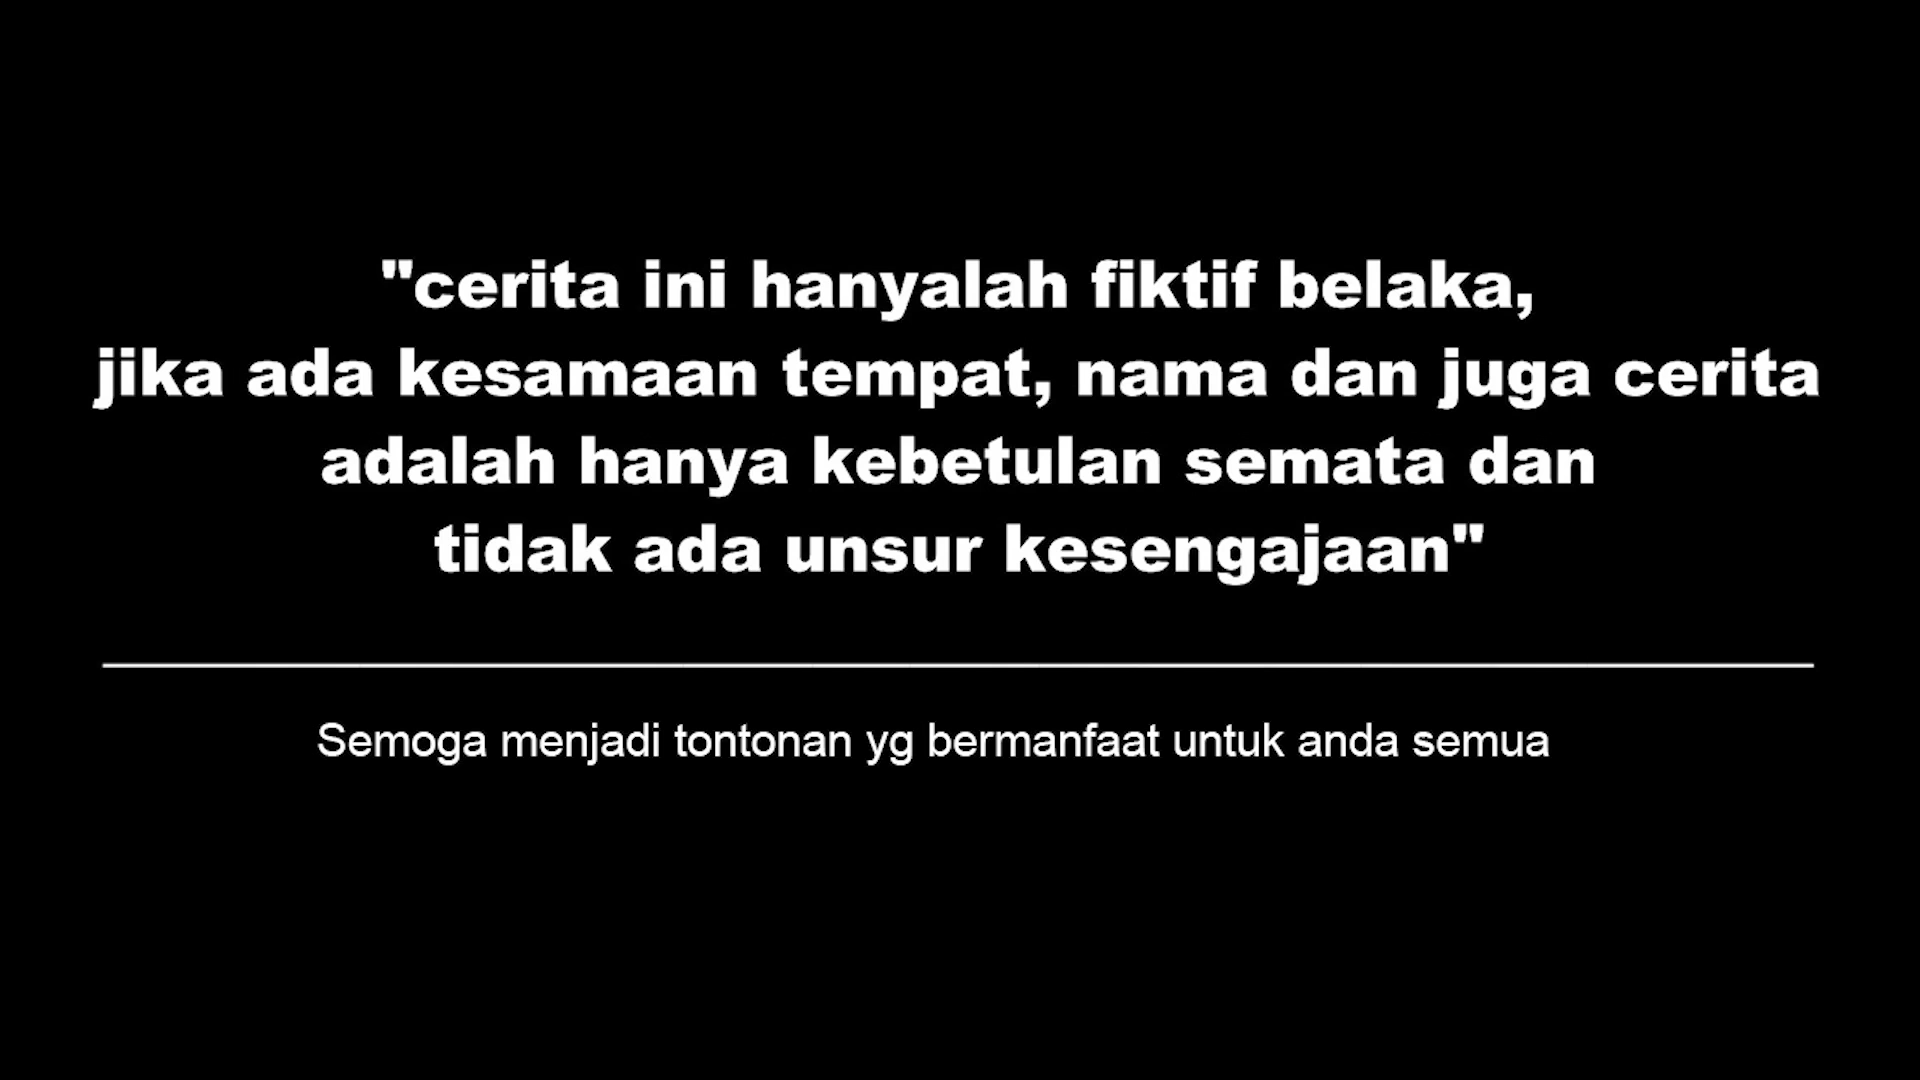 "cerita ini hanyalah fiktif belaka,
jika ada kesamaan tempat, nama dan juga cerita
adalah hanya kebetulan semata dan
tidak ada unsur kesengajaan"
Semoga menjadi tontonan yg bermanfaat untuk anda semua